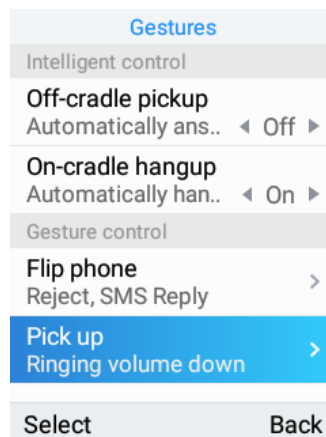 Gestures
Intelligent control
Off-cradle pickup
Automatically ans.. Off
On-cradle hangup
Automatically han.. On
Gesture control
Flip phone
Reject, SMS Reply
Pick up
Ringing volume down
Select Back